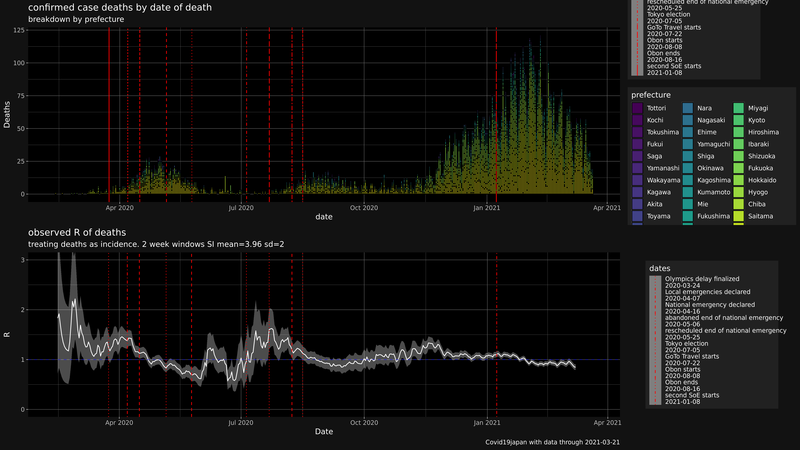 confirmed case deaths by date of death
breakdown by prefecture
125
100
75
50
25
0
Deaths
Apr 2020
Jul 2020
Oct 2020
Jan 2021
Apr 2021
date
rescheduled end of national emergency
2020-05-25
Tokyo election
2020-07-05
GoTo Travel starts
2020-07-22
Obon starts
2020-08-08
Obon ends
2020-08-16
second SoE starts
2021-01-08
prefecture
Tottori Nara Miyagi
Kochi Nagasaki Kyoto
Tokushima Ehime Hiroshima
Fukui Yamaguchi Ibaraki
Saga Shiga Shizuoka
Yamanashi Okinawa Fukuoka
Wakayama Kagoshima Hokkaido
Kagawa Kumamoto Hyogo
Akita Mie Chiba
Toyama Fukushima Saitama
observed R of deaths
treating deaths as incidence. 2 week windows SI mean=3.96 sd=2
3
2
1
0
R
Apr 2020
Jul 2020
Oct 2020
Jan 2021
Apr 2021
Date
dates
Olympics delay finalized
2020-03-24
Local emergencies declared
2020-04-07
National emergency declared
2020-04-16
abandoned end of national emergency
2020-05-06
rescheduled end of national emergency
2020-05-25
Tokyo election
2020-07-05
GoTo Travel starts
2020-07-22
Obon starts
2020-08-08
Obon ends
2020-08-16
second SoE starts
2021-01-08
Covid19japan with data through 2021-03-21